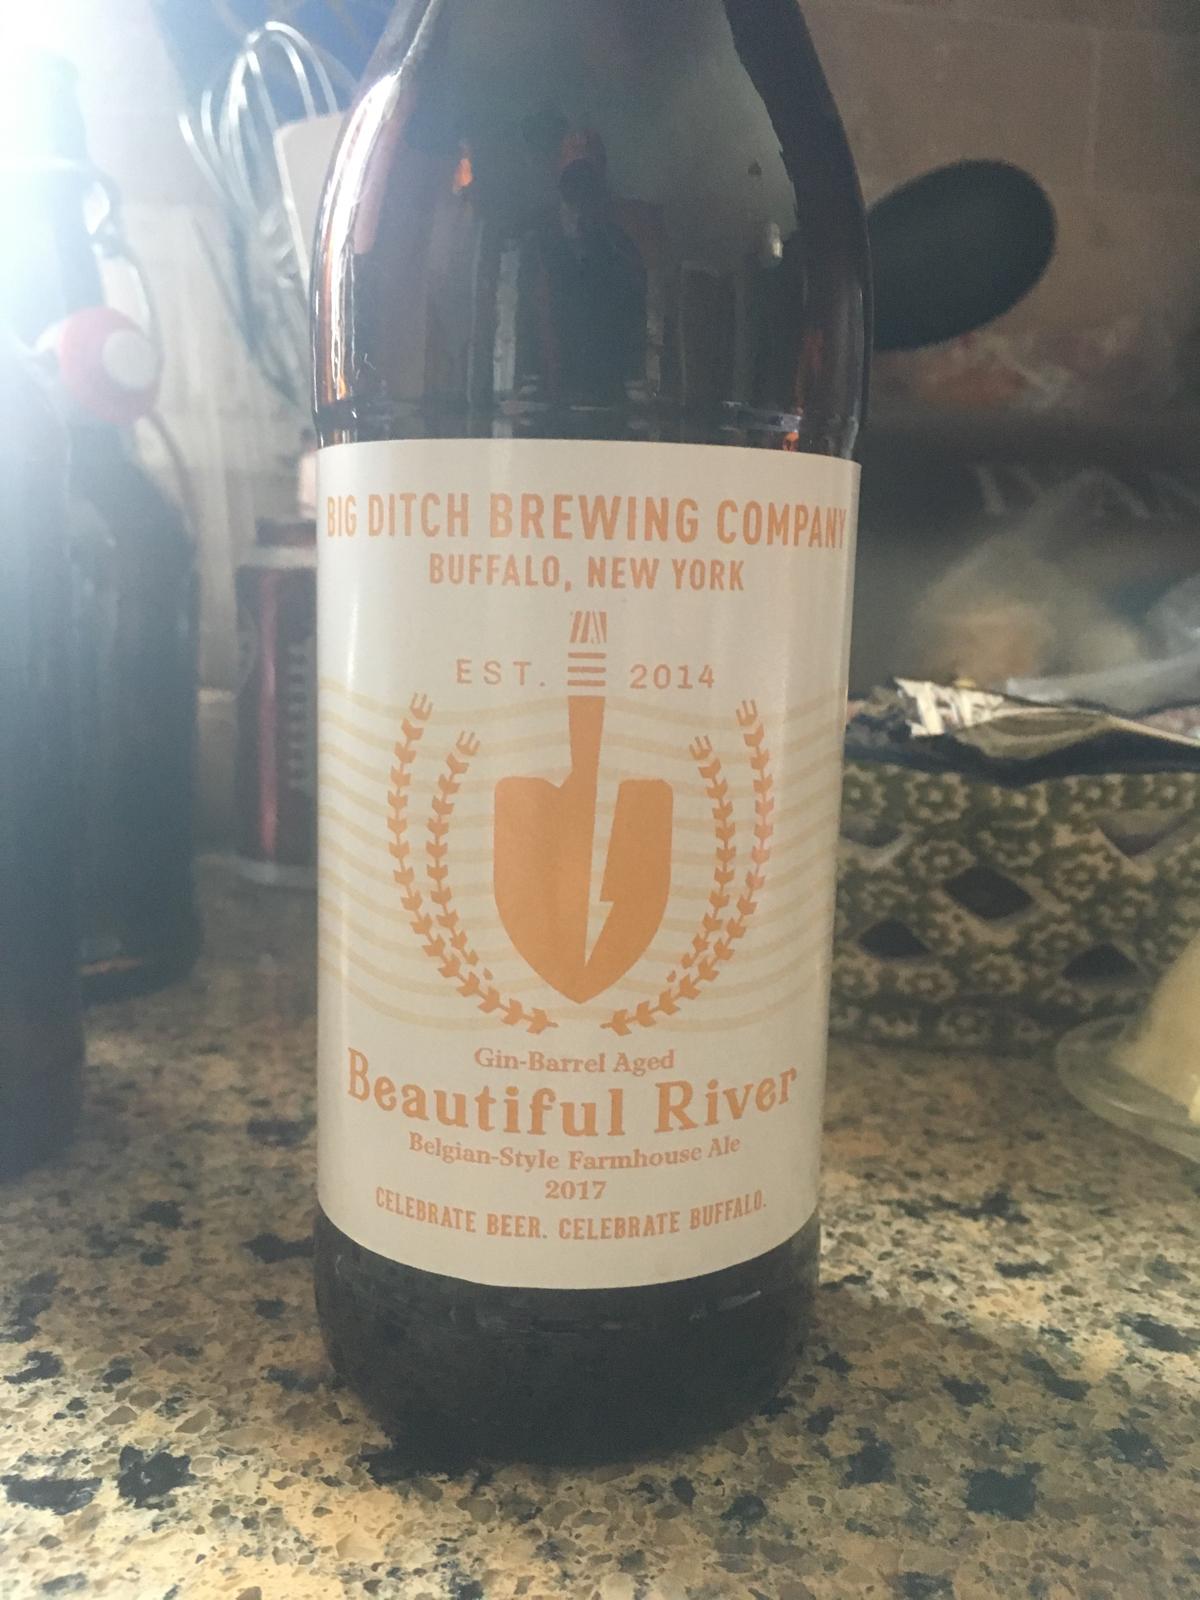 BIG DITCH BREWING COMPANY
BUFFALO, NEW YORK
EST. 2014
Gin-Barrel Aged
Beautiful River
Belgian-Style Farmhouse Ale
2017
CELEBRATE BEER. CELEBRATE BUFFALO.